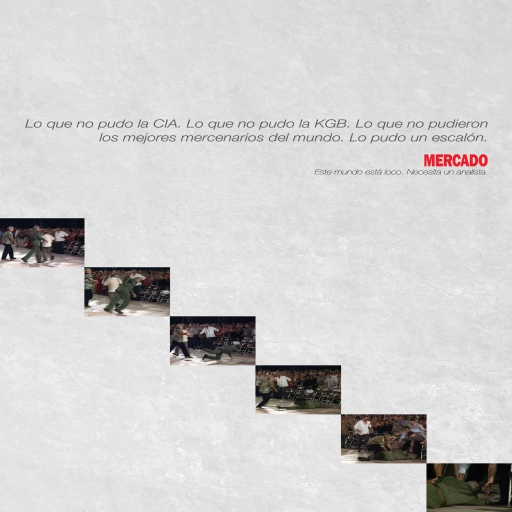 Lo que no pudo la CIA. Lo que no pudo la KGB. Lo que no pudieron
los mejores mercenarios del mundo. Lo pudo un escalón.
MERCADO
Este mundo está loco. Necesita un analista.